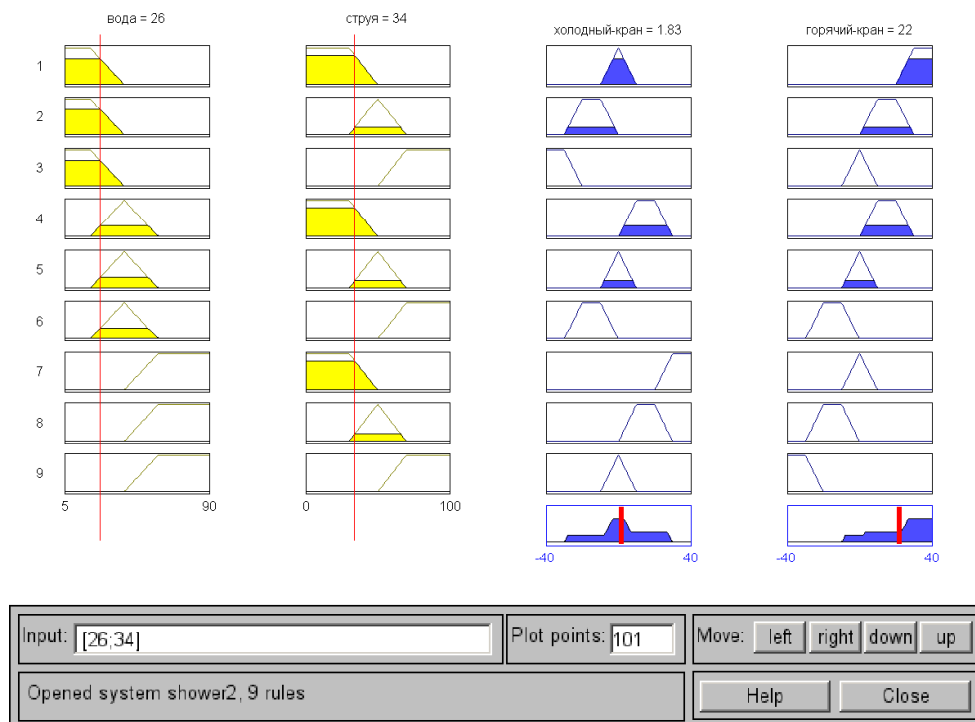 вода = 26
струя = 34
холодный-кран = 1.83
горячий-кран = 22
1
2
3
4
5
6
7
8
9
5 90
0 100
-40 40
-40 40
Input: [26;34]
Plot points: 101
Move: left right down up
Opened system shower2, 9 rules
Help
Close